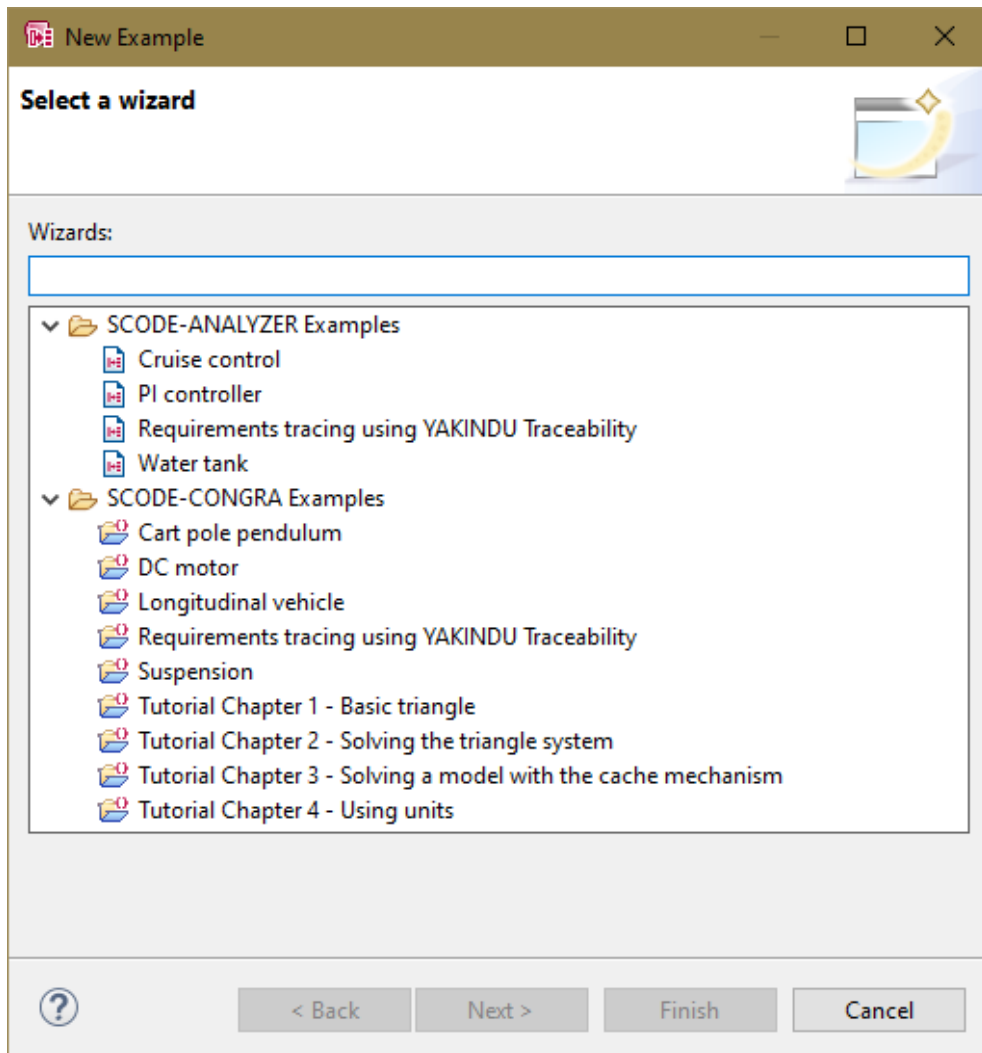 New Example
Select a wizard
Wizards:
SCODE-ANALYZER Examples
Cruise control
PI controller
Requirements tracing using YAKINDU Traceability
Water tank
SCODE-CONGRA Examples
Cart pole pendulum
DC motor
Longitudinal vehicle
Requirements tracing using YAKINDU Traceability
Suspension
Tutorial Chapter 1 - Basic triangle
Tutorial Chapter 2 - Solving the triangle system
Tutorial Chapter 3 - Solving a model with the cache mechanism
Tutorial Chapter 4 - Using units
? < Back Next > Finish Cancel